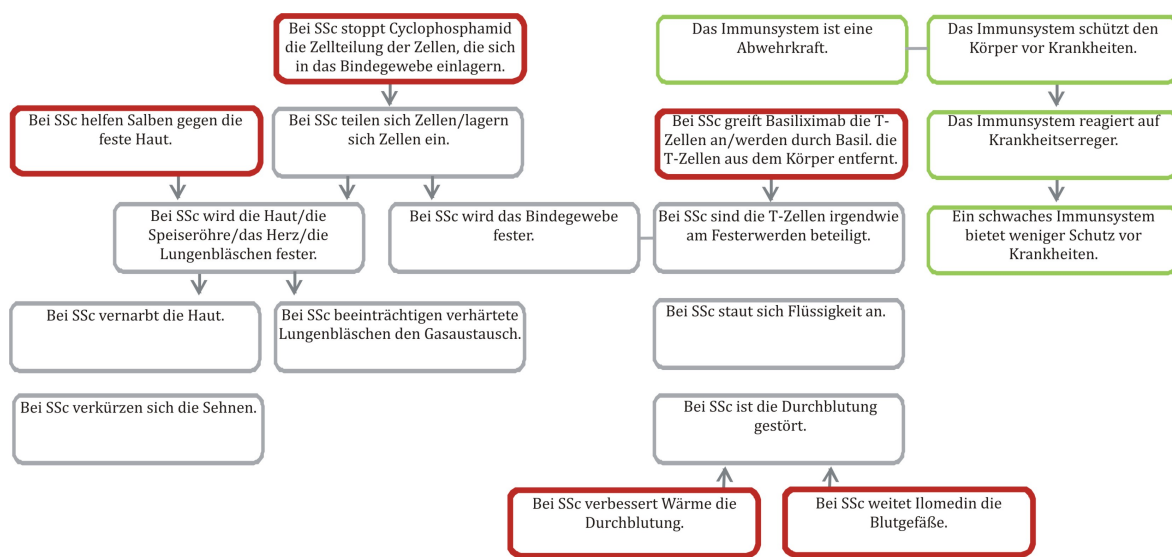 Bei SSc stoppt Cyclophosphamid
die Zellteilung der Zellen, die sich
in das Bindegewebe einlagern.
Das Immunsystem ist eine
Abwehrkraft.
Das Immunsystem schützt den
Körper vor Krankheiten.
Bei SSc helfen Salben gegen die
feste Haut.
Bei SSc teilen sich Zellen/lagern
sich Zellen ein.
Bei SSc greift Basiliximab die T-
Zellen an/werden durch Basil. die
T-Zellen aus dem Körper entfernt.
Das Immunsystem reagiert auf
Krankheitserreger.
Bei SSc wird die Haut/die
Speiseröhre/das Herz/die
Lungenbläschen fester.
Bei SSc wird das Bindegewebe
fester.
Bei SSc sind die T-Zellen irgendwie
am Festerwerden beteiligt.
Ein schwaches Immunsystem
bietet weniger Schutz vor
Krankheiten.
Bei SSc vernarbt die Haut.
Bei SSc beeinträchtigen verhärtete
Lungenbläschen den Gasaustausch.
Bei SSc staut sich Flüssigkeit an.
Bei SSc verkürzen sich die Sehnen.
Bei SSc ist die Durchblutung
gestört.
Bei SSc verbessert Wärme die
Durchblutung.
Bei SSc weitet Ilomedin die
Blutgefäße.